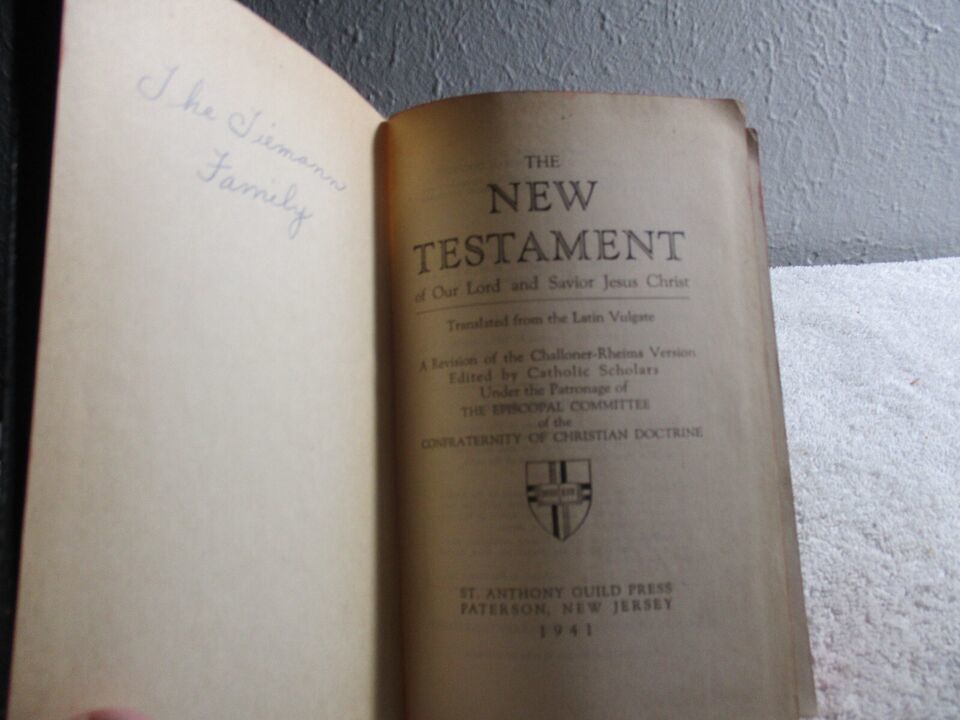 The Tiemann
Family
THE
NEW
TESTAMENT
of Our Lord and Savior Jesus Christ
Translated from the Latin Vulgate
A Revision of the Challoner-Rheims Version
Edited by Catholic Scholars
Under the Patronage of
THE EPISCOPAL COMMITTEE
of the
CONFRATERNITY OF CHRISTIAN DOCTRINE
ST. ANTHONY GUILD PRESS
PATERSON, NEW JERSEY
1941